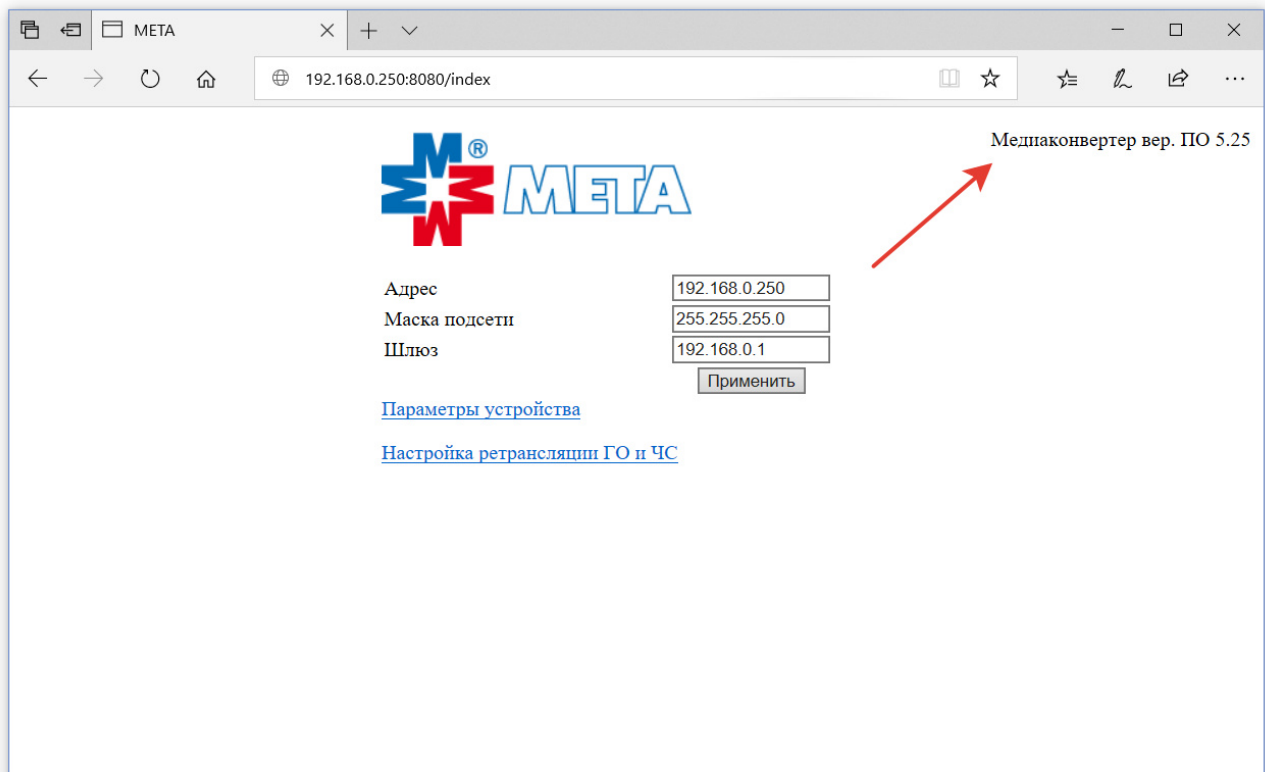 META
192.168.0.250:8080/index
Медиаконвертер вер. ПО 5.25
М ® МЕТА
Адрес 192.168.0.250
Маска подсети 255.255.255.0
Шлюз 192.168.0.1
Применить
Параметры устройства
Настройка ретрансляции ГО и ЧС